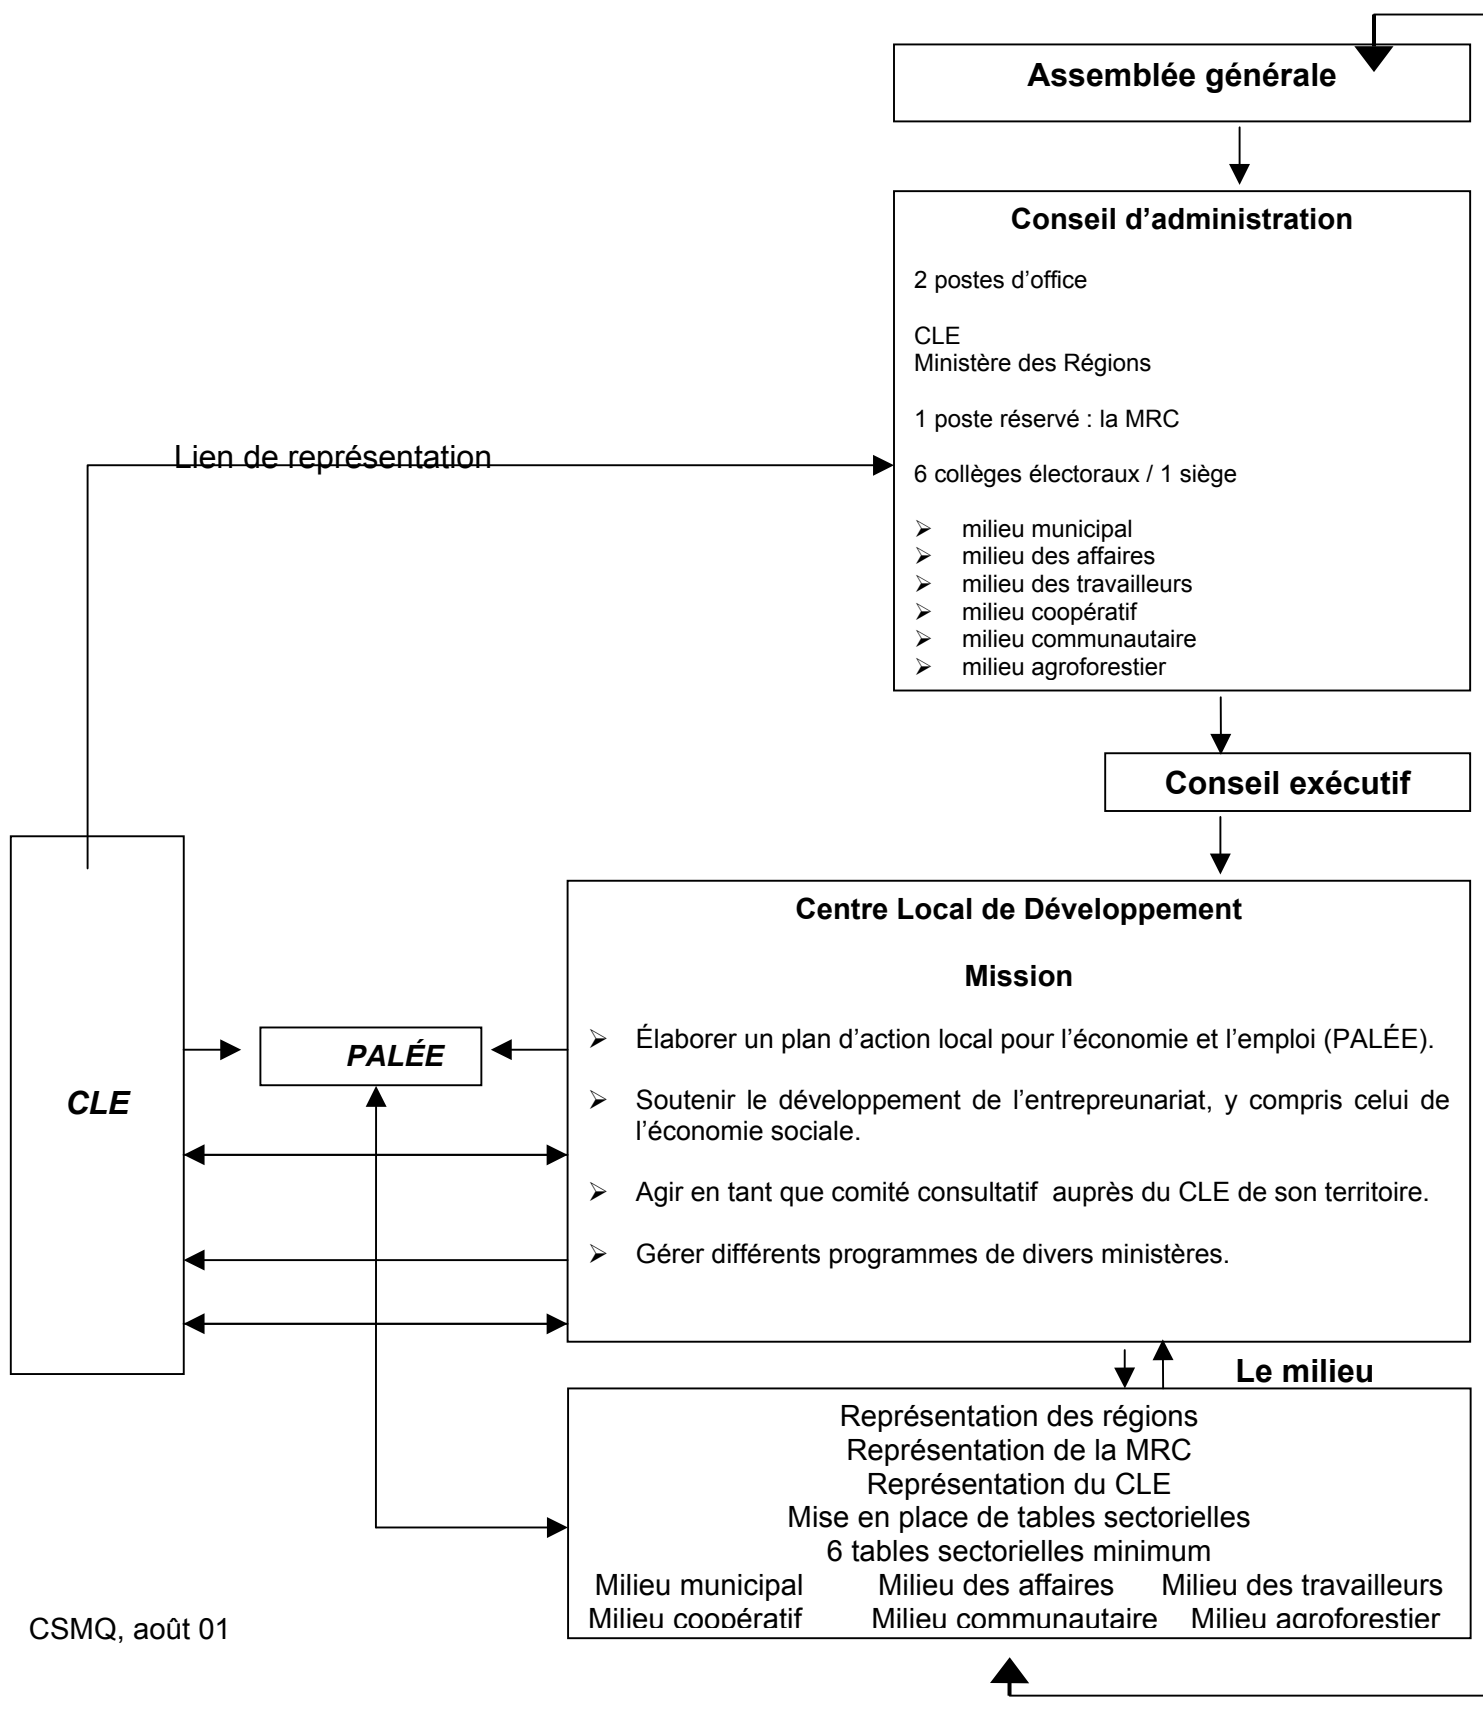 Assemblée générale
Conseil d’administration
2 postes d’office
CLE
Ministère des Régions
1 poste réservé : la MRC
Lien de représentation
6 collèges électoraux / 1 siège
➢ milieu municipal
➢ milieu des affaires
➢ milieu des travailleurs
➢ milieu coopératif
➢ milieu communautaire
➢ milieu agroforestier
Conseil exécutif
Centre Local de Développement
Mission
➢ Élaborer un plan d’action local pour l’économie et l’emploi (PALÉE).
PALÉE
CLE
➢ Soutenir le développement de l’entrepreunariat, y compris celui de
l’économie sociale.
➢ Agir en tant que comité consultatif auprès du CLE de son territoire.
➢ Gérer différents programmes de divers ministères.
Le milieu
Représentation des régions
Représentation de la MRC
Représentation du CLE
Mise en place de tables sectorielles
6 tables sectorielles minimum
Milieu municipal Milieu des affaires Milieu des travailleurs
Milieu coopératif Milieu communautaire Milieu agroforestier
CSMQ, août 01